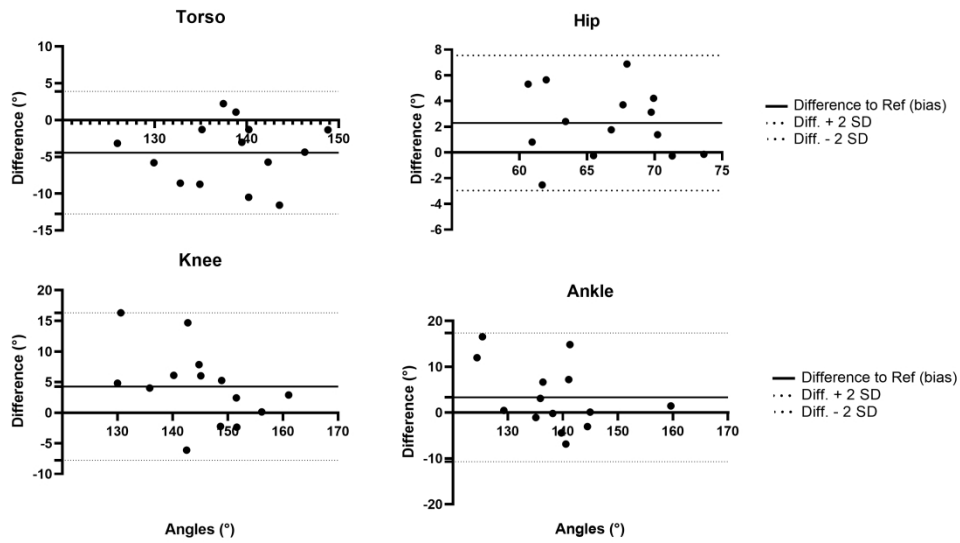 Torso
10
5
0
-5
-10
-15
130
140
150
Difference (°)
Hip
8
6
4
2
0
-2
-4
-6
60
65
70
75
Difference (°)
Difference to Ref (bias)
Diff. + 2 SD
Diff. - 2 SD
Knee
20
15
10
5
0
-5
-10
130
140
150
160
170
Difference (°)
Angles (°)
Ankle
20
10
0
-10
-20
130
140
150
160
170
Difference (°)
Angles (°)
Difference to Ref (bias)
Diff. + 2 SD
Diff. - 2 SD